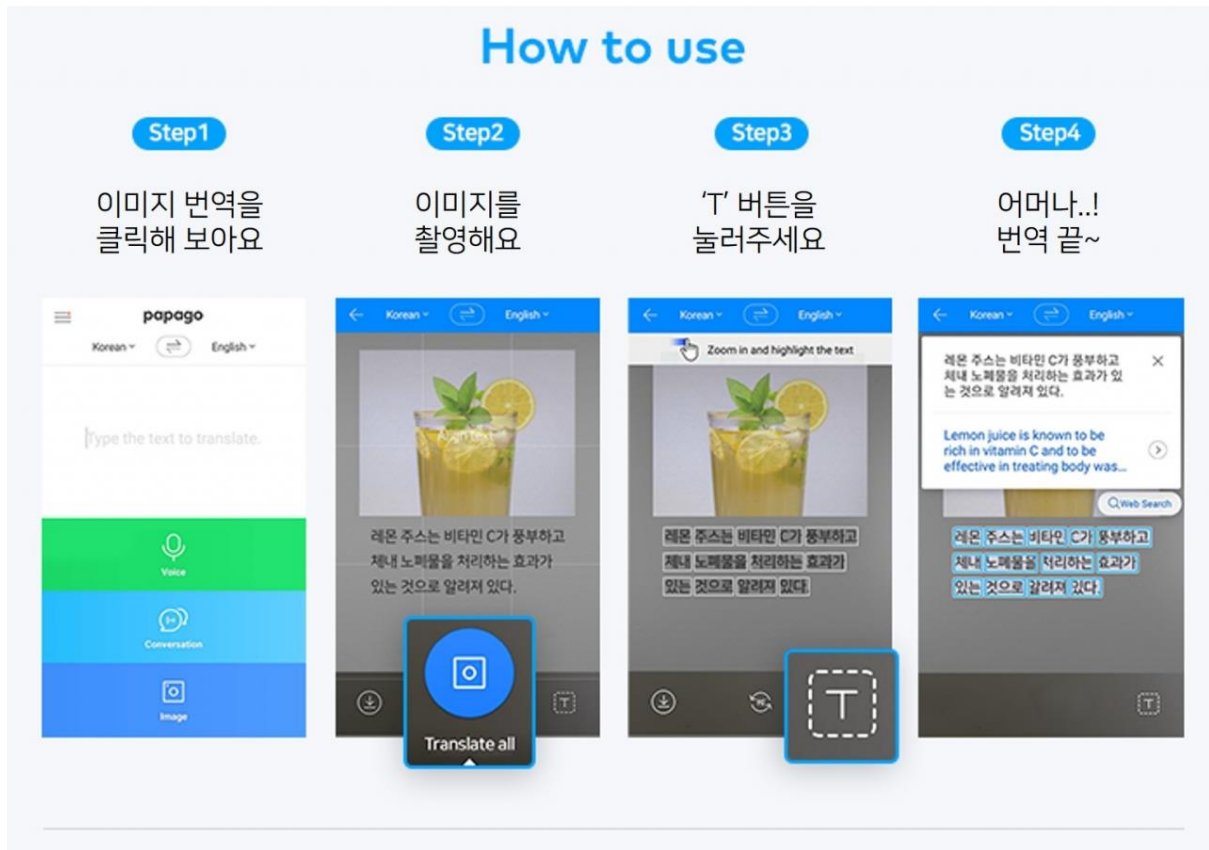 How to use
Step1
이미지 번역을
클릭해 보아요
papago
Korean
English
Type the text to translate.
Voice
Conversation
Image
Step2
이미지를
촬영해요
Korean
English
Align text
레몬 주스는 비타민 C가 풍부하고
체내 노폐물을 처리하는 효과가
있는 것으로 알려져 있다.
T
Translate all
Step3
'T' 버튼을
눌러주세요
Korean
English
Zoom in and highlight the text
레몬 주스는 비타민 C가 풍부하고
체내 노폐물을 처리하는 효과가
있는 것으로 알려져 있다.
T
Step4
어머나..!
번역 끝~
Korean
English
레몬 주스는 비타민 C가 풍부하고
체내 노폐물을 처리하는 효과가 있
는 것으로 알려져 있다.
Lemon juice is known to be
rich in vitamin C and to be
effective in treating body was...
Web Search
레몬 주스는 비타민 C가 풍부하고
체내 노폐물을 처리하는 효과가
있는 것으로 알려져 있다.
T